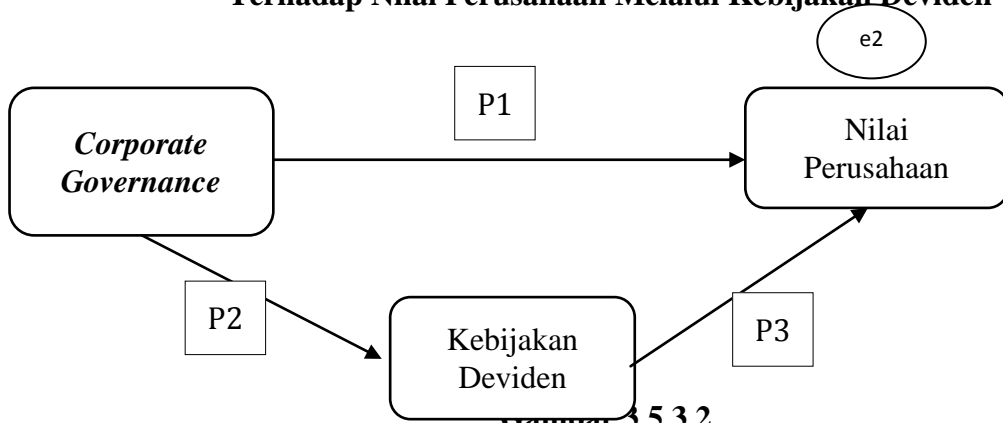 Terhadap Nilai Perusahaan Melalui Kebijakan Deviden
e2
P1
Corporate
Governance
Nilai
Perusahaan
P2
P3
Kebijakan
Deviden
Gambar 3.5.3.2